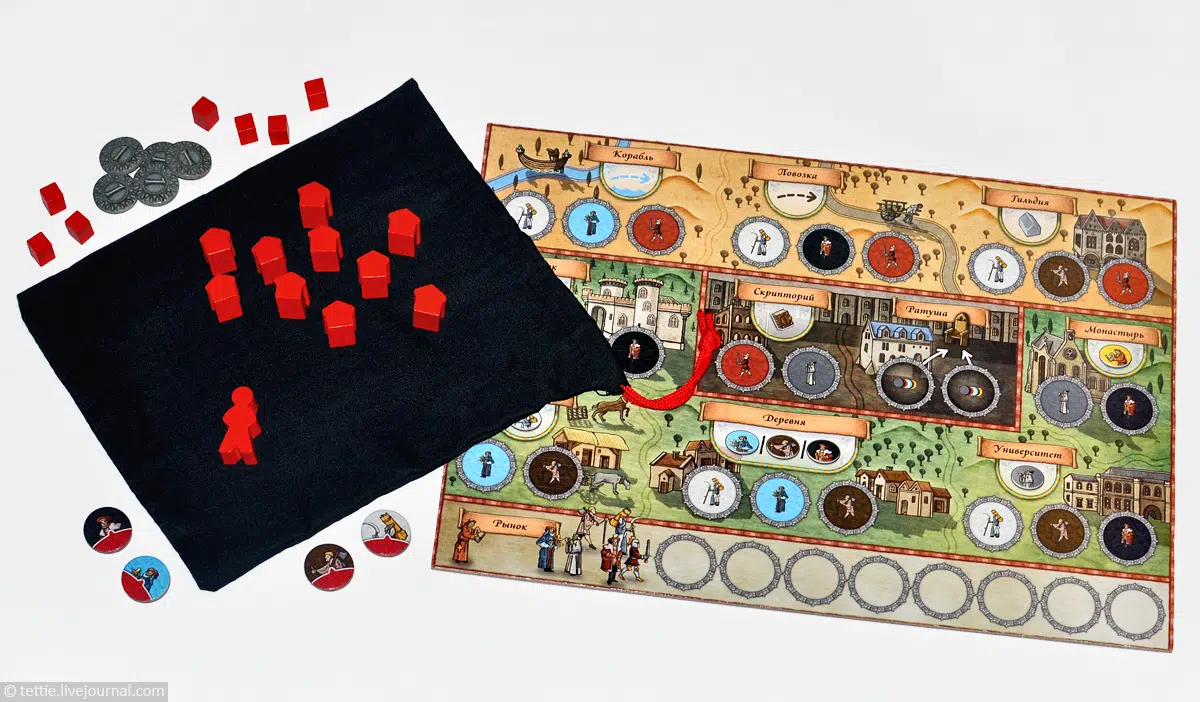 Корабль
Повозка
Гильдия
Скрипторий
Ратуша
Монастырь
Деревня
Университет
Рынок
© tettie.livejournal.com